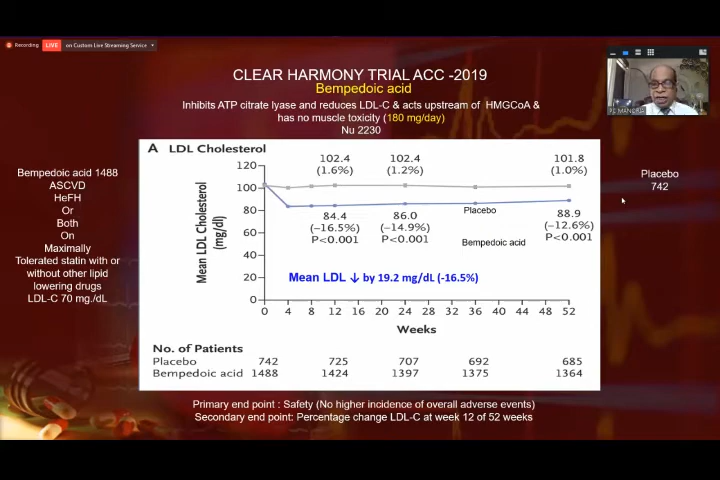 Recording
LIVE on Custom Live Streaming Service
CLEAR HARMONY TRIAL ACC -2019
Bempedoic acid
Inhibits ATP citrate lyase and reduces LDL-C & acts upstream of HMGCoA &
has no muscle toxicity (180 mg/day)
Nu 2230
Bempedoic acid 1488
ASCVD
HeFH
Or
Both
On
Maximally
Tolerated statin with or
without other lipid
lowering drugs
LDL-C 70 mg./dL
A LDL Cholesterol
Mean LDL Cholesterol
(mg/dl)
120
100
80
60
40
20
0
102.4 102.4 101.8
(1.6%) (1.2%) (1.0%)
Placebo
84.4 86.0 88.9
(−16.5%) (−14.9%) (−12.6%)
P<0.001 P<0.001 P<0.001
Bempedoic acid
Mean LDL ↓ by 19.2 mg/dL (-16.5%)
0 4 8 12 16 20 24 28 32 36 40 44 48 52
Weeks
No. of Patients
Placebo 742 725 707 692 685
Bempedoic acid 1488 1424 1397 1375 1364
Placebo
742
Primary end point : Safety (No higher incidence of overall adverse events)
Secondary end point: Percentage change LDL-C at week 12 of 52 weeks